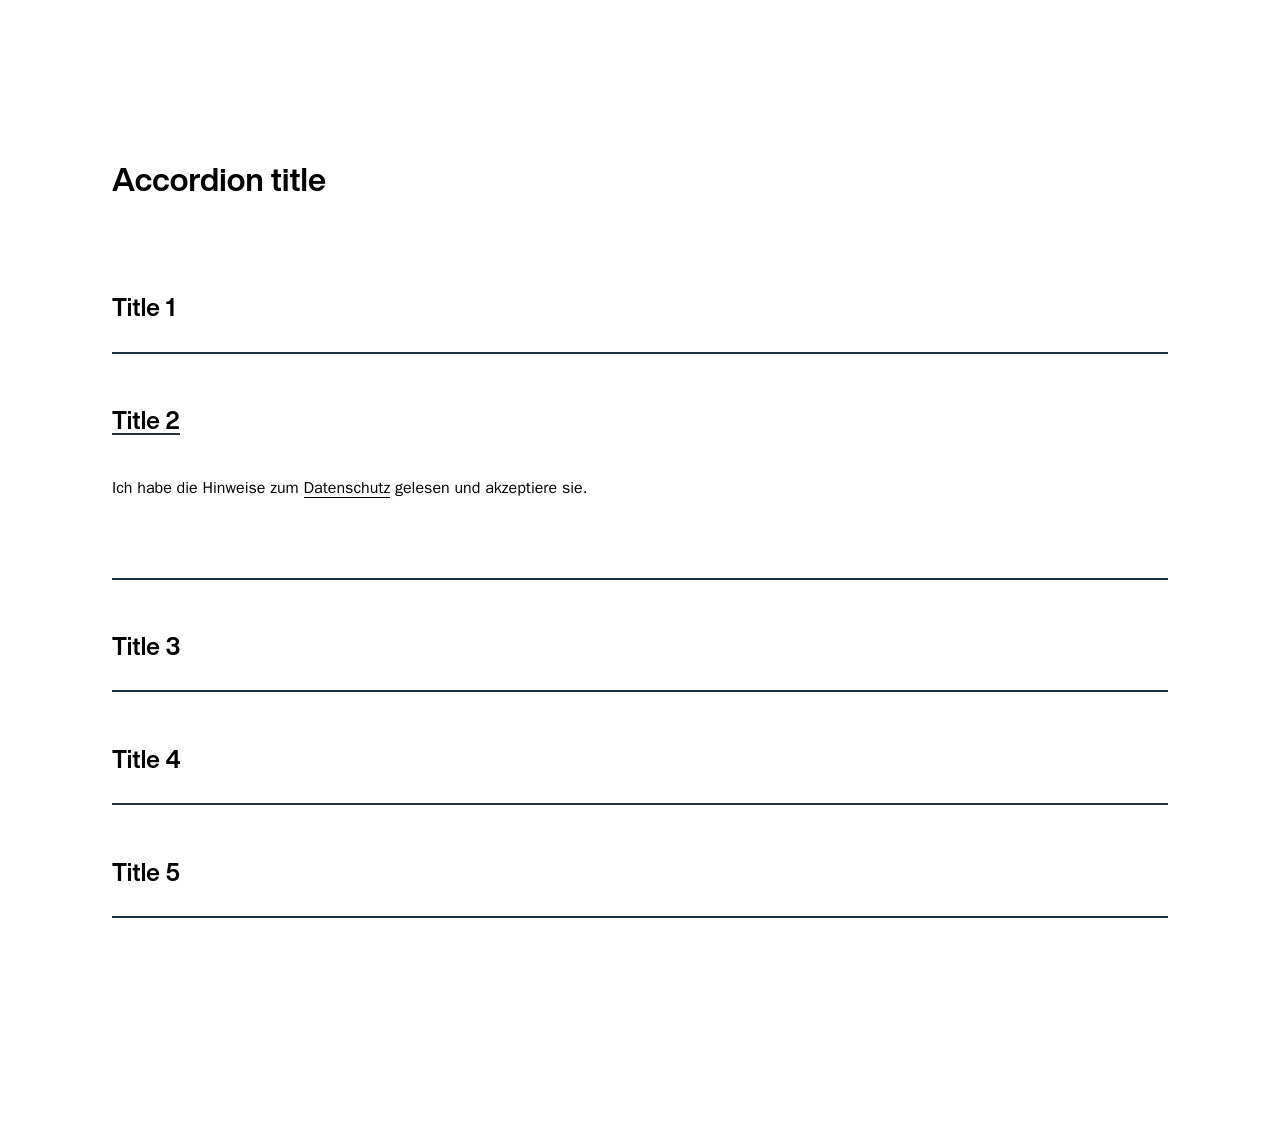 Accordion title
Title 1
Title 2
Ich habe die Hinweise zum Datenschutz gelesen und akzeptiere sie.
Title 3
Title 4
Title 5